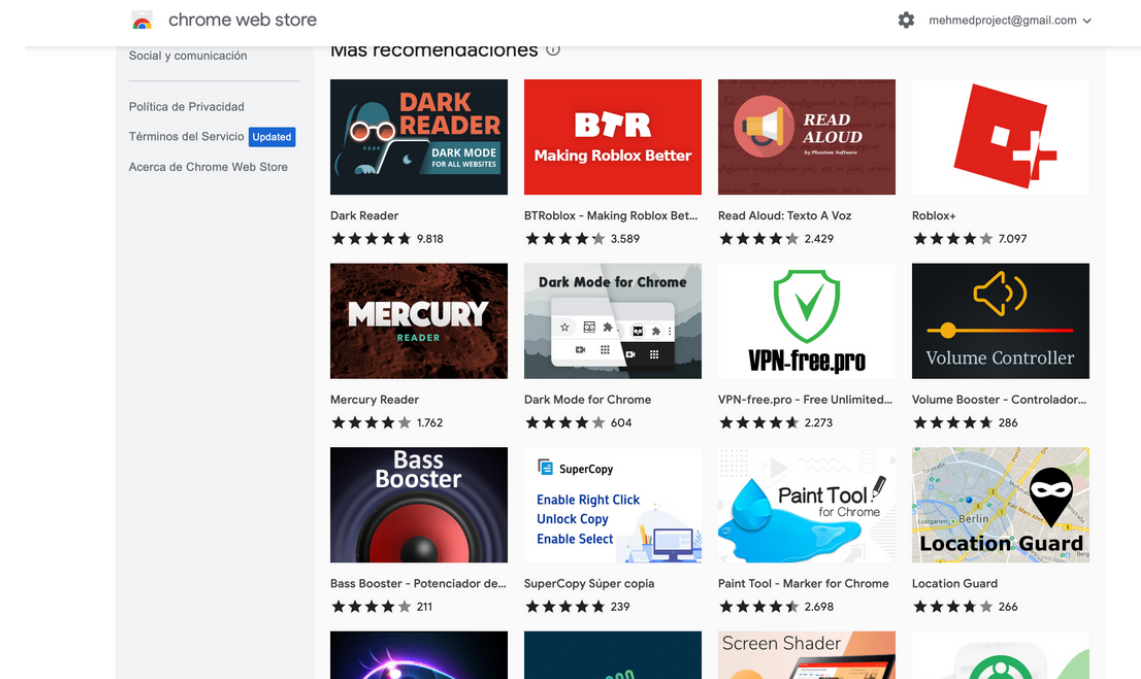 chrome web store
mehmedproject@gmail.com
Social y comunicación
Más recomendaciones
Política de Privacidad
Términos del Servicio Updated
Acerca de Chrome Web Store
DARK
READER
DARK MODE
FOR ALL WEBSITES
Dark Reader
9.818
BTR
Making Roblox Better
BTRoblox - Making Roblox Bet...
3.589
READ
ALOUD
by Phantom Software
Read Aloud: Texto A Voz
2.429
Roblox+
7.097
MERCURY
READER
Mercury Reader
1.762
Dark Mode for Chrome
Dark Mode for Chrome
604
VPN-free.pro
VPN-free.pro - Free Unlimited...
2.273
Volume Controller
Volume Booster - Controlador...
286
Bass
Booster
Bass Booster - Potenciador de...
211
SuperCopy
Enable Right Click
Unlock Copy
Enable Select
SuperCopy Súper copia
239
Paint Tool
for Chrome
Paint Tool - Marker for Chrome
2.698
Berlin
Location Guard
Location Guard
266
Screen Shader